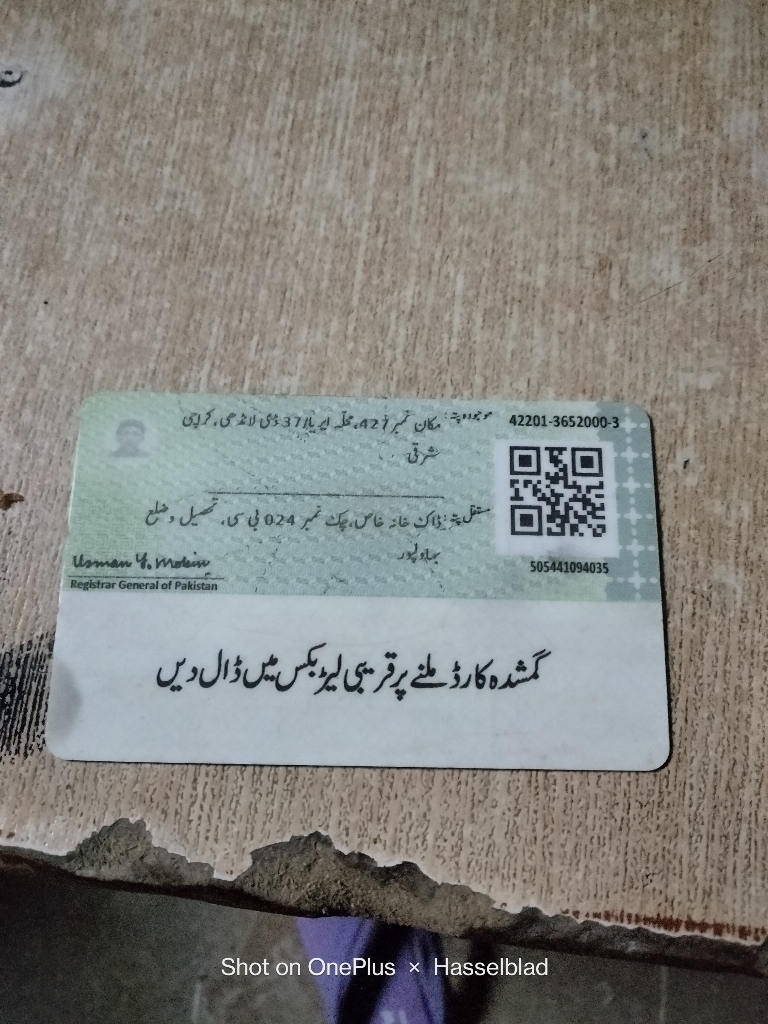 موجودہ پتہ: مکان نمبر 427، محلہ ایریا 37 ڈی لانڈھی، کراچی
شرقی
42201-3652000-3
مستقل پتہ: ڈاک خانہ خاص، چک نمبر 024 بی سی، تحصیل و ضلع
بہاولپور
505441094035
Usman Y. Mobin
Registrar General of Pakistan
گمشدہ کارڈ ملنے پر قریبی لیٹر بکس میں ڈال دیں
Shot on OnePlus × Hasselblad